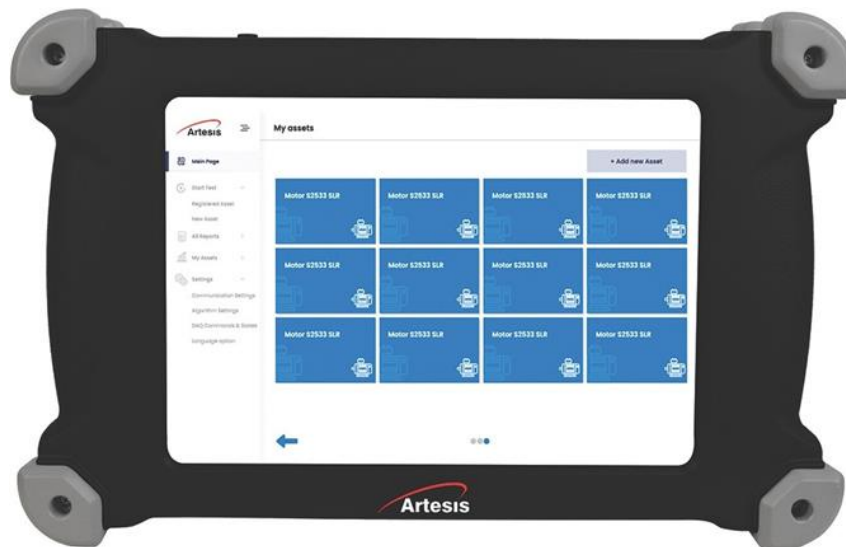 Artesis
My assets
Main Page
+ Add new Asset
Start Test
Registered Asset
New Asset
All Reports
My Assets
Settings
Communication Settings
Algorithm Settings
DAQ Commands & States
Language option
Motor S2533 SLR
Motor S2533 SLR
Motor S2533 SLR
Motor S2533 SLR
Motor S2533 SLR
Motor S2533 SLR
Motor S2533 SLR
Motor S2533 SLR
Motor S2533 SLR
Motor S2533 SLR
Motor S2533 SLR
Motor S2533 SLR
Artesis